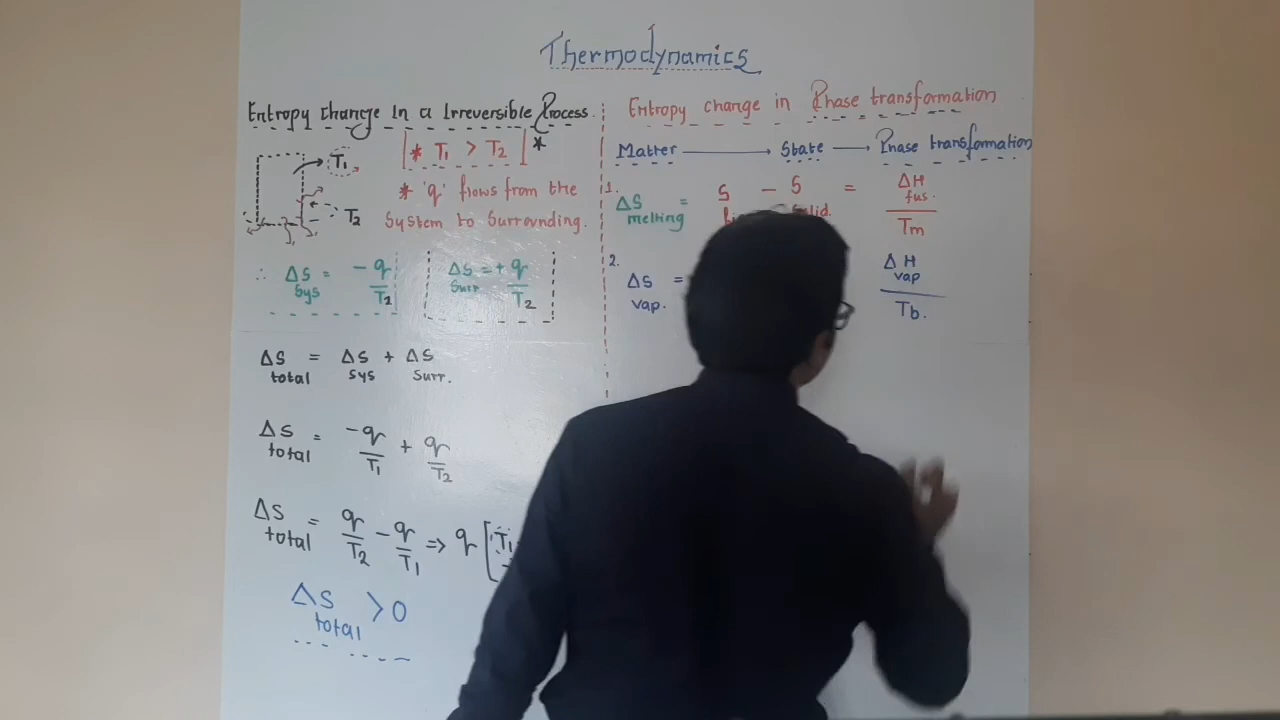 Thermodynamics
Entropy change In a Irreversible Process.
T1
[* T1 > T2] *
* 'q' flows from the
system to surrounding.
T2
∴ ΔS sys = -q/T2
ΔS surr = +q/T2
ΔS total = ΔS sys + ΔS surr.
ΔS total = -q/T1 + q/T2
ΔS total = q/T2 - q/T1 => q [T1
ΔS total > 0
Entropy change in Phase transformation
Matter → State → Phase transformation
1. ΔS melting = S - S solid. = ΔH fus. / Tm
2. ΔS vap. = ΔH vap / Tb.